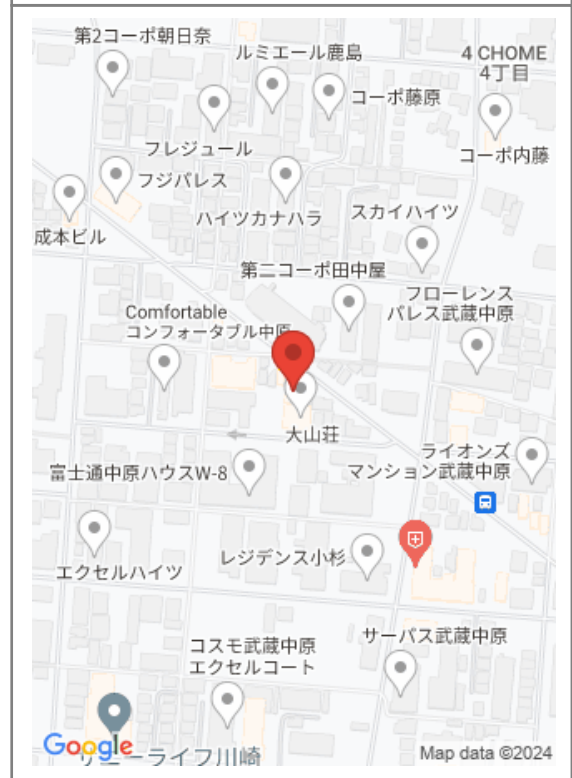 第2コーポ朝日奈
ルミエール鹿島
4 CHOME
4丁目
コーポ藤原
フレジュール
コーポ内藤
フジパレス
ハイツカナハラ
スカイハイツ
成本ビル
第二コーポ田中屋
フローレンス
パレス武蔵中原
Comfortable
コンフォータブル中原
大山荘
ライオンズ
マンション武蔵中原
富士通中原ハウスW-8
レジデンス小杉
エクセルハイツ
サーパス武蔵中原
コスモ武蔵中原
エクセルコート
Google
ーライフ川崎
Map data ©2024